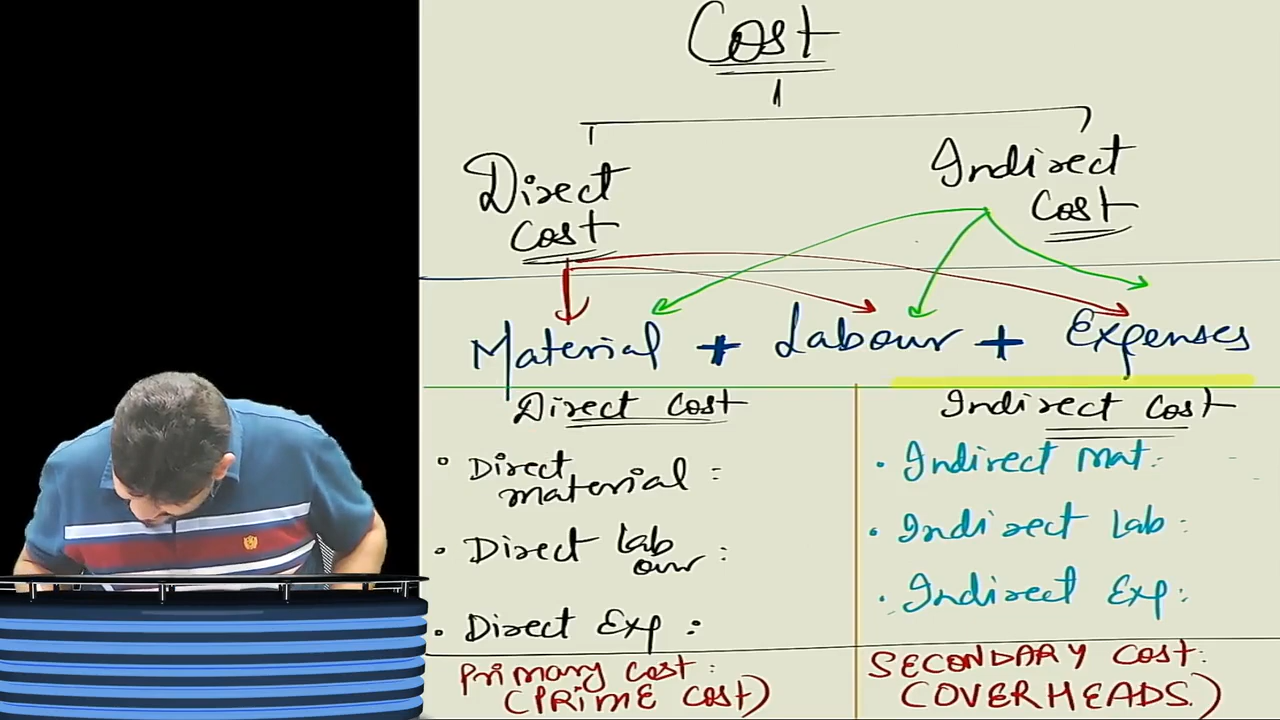 Cost
Direct
Cost
Indirect
Cost
Material + Labour + Expenses
Direct Cost
Indirect Cost
• Direct
material :
• Indirect Mat:
• Direct Lab
our :
• Indirect Lab:
• Direct Exp :
• Indirect Exp:
Primary Cost:
(PRIME COST)
SECONDARY COST:
(OVERHEADS.)